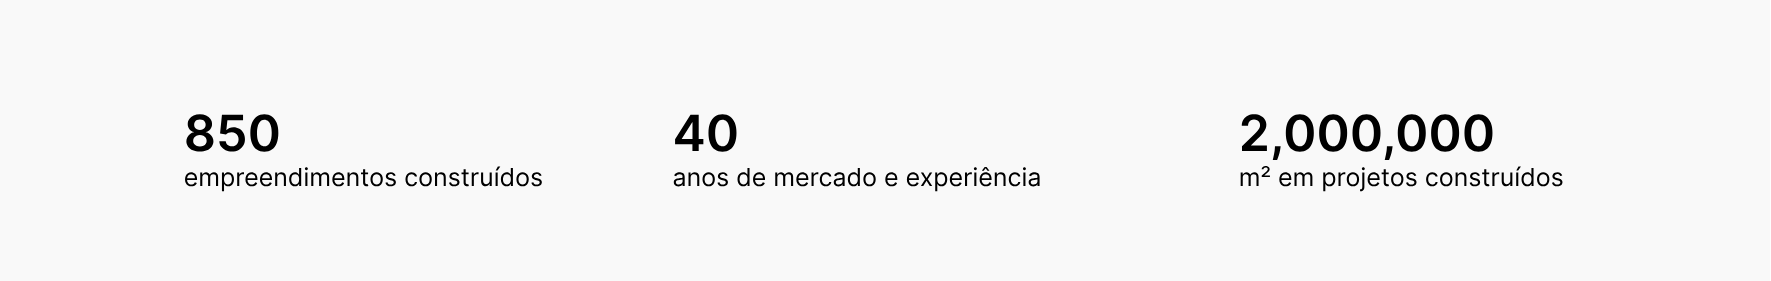 850
empreendimentos construídos
40
anos de mercado e experiência
2,000,000
m² em projetos construídos